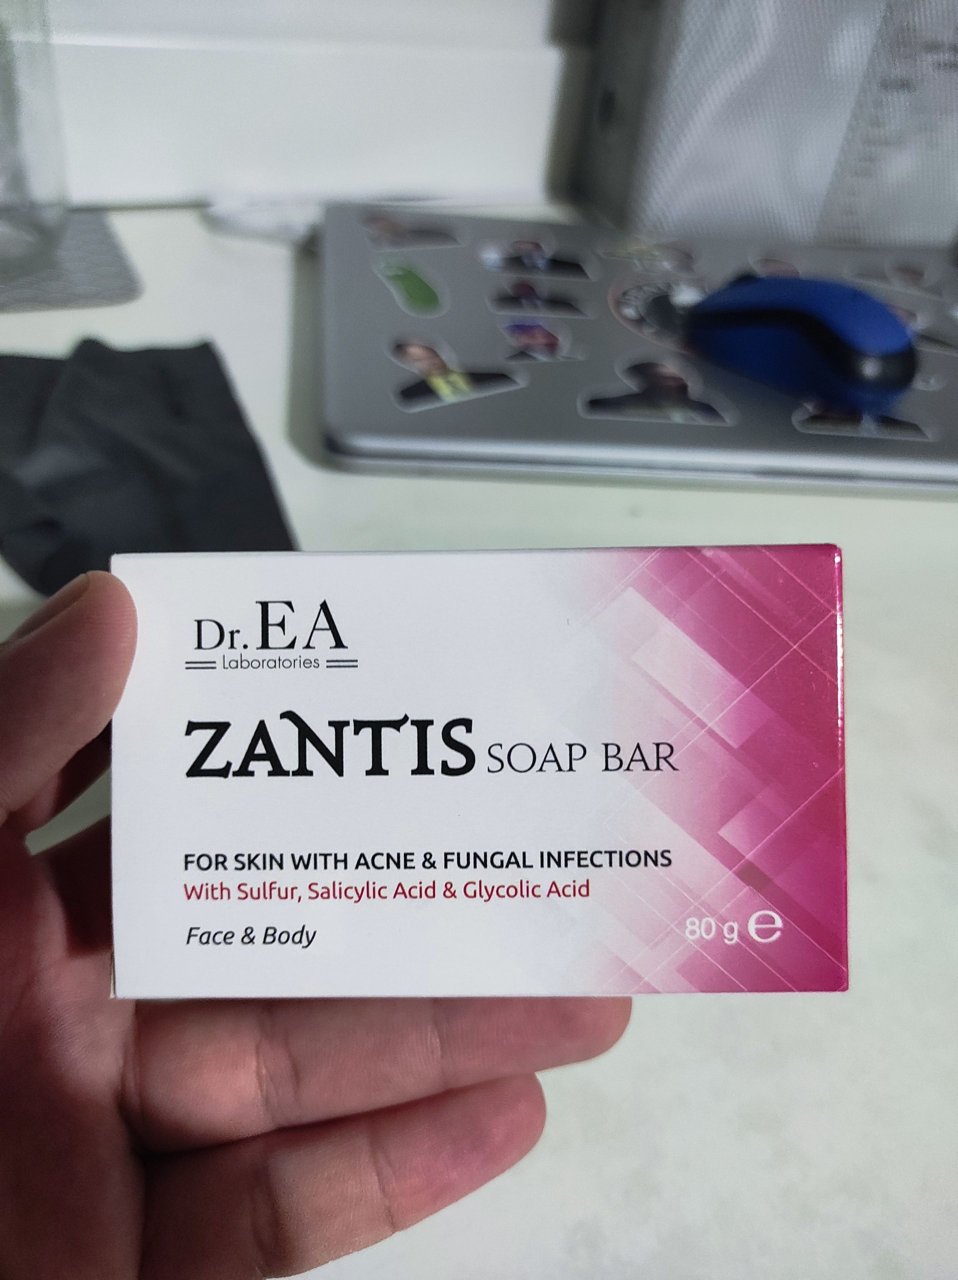 Dr. EA
Laboratories
ZANTIS SOAP BAR
FOR SKIN WITH ACNE & FUNGAL INFECTIONS
With Sulfur, Salicylic Acid & Glycolic Acid
Face & Body
80 g ℮